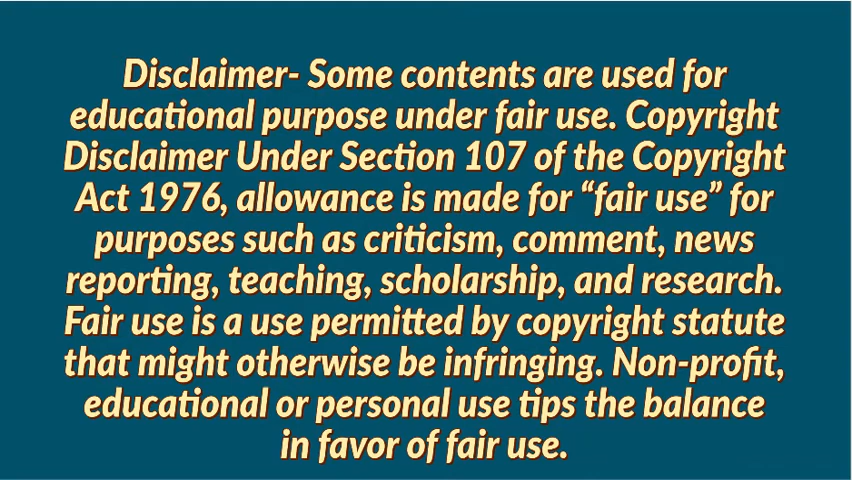 Disclaimer- Some contents are used for
educational purpose under fair use. Copyright
Disclaimer Under Section 107 of the Copyright
Act 1976, allowance is made for “fair use” for
purposes such as criticism, comment, news
reporting, teaching, scholarship, and research.
Fair use is a use permitted by copyright statute
that might otherwise be infringing. Non-profit,
educational or personal use tips the balance
in favor of fair use.